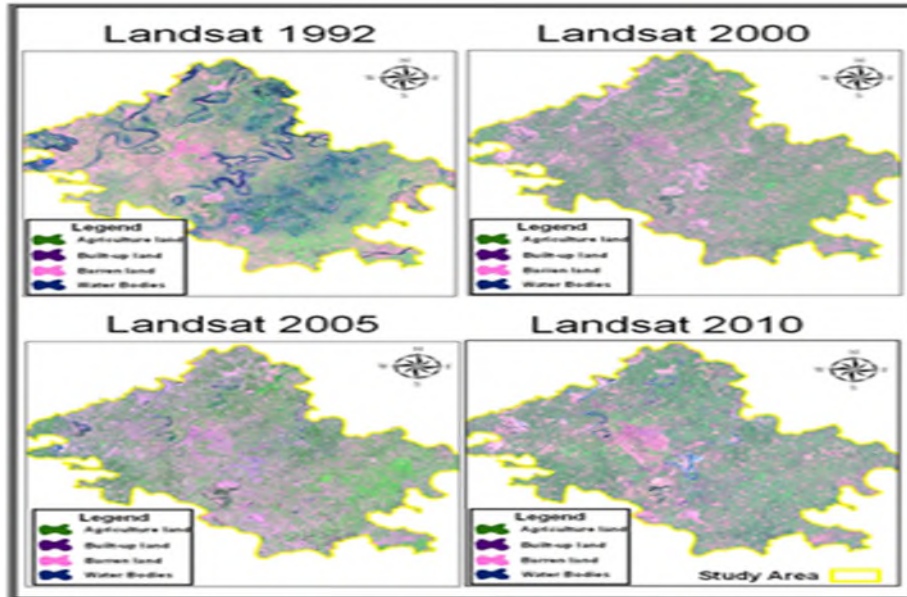 Landsat 1992
Landsat 2000
N
S
Legend
Agriculture land
Built-up land
Barren land
Water Bodies
Legend
Agriculture land
Built-up land
Barren land
Water Bodies
Landsat 2005
Landsat 2010
Legend
Agriculture land
Built-up land
Barren land
Water Bodies
Legend
Agriculture land
Built-up land
Barren land
Water Bodies
Study Area